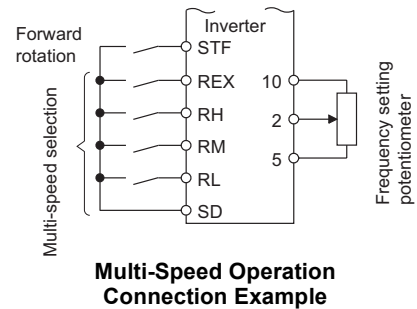 Inverter
Forward
rotation
STF
REX
RH
RM
RL
SD
10
2
5
Multi-speed selection
Frequency setting
potentiometer
Multi-Speed Operation
Connection Example